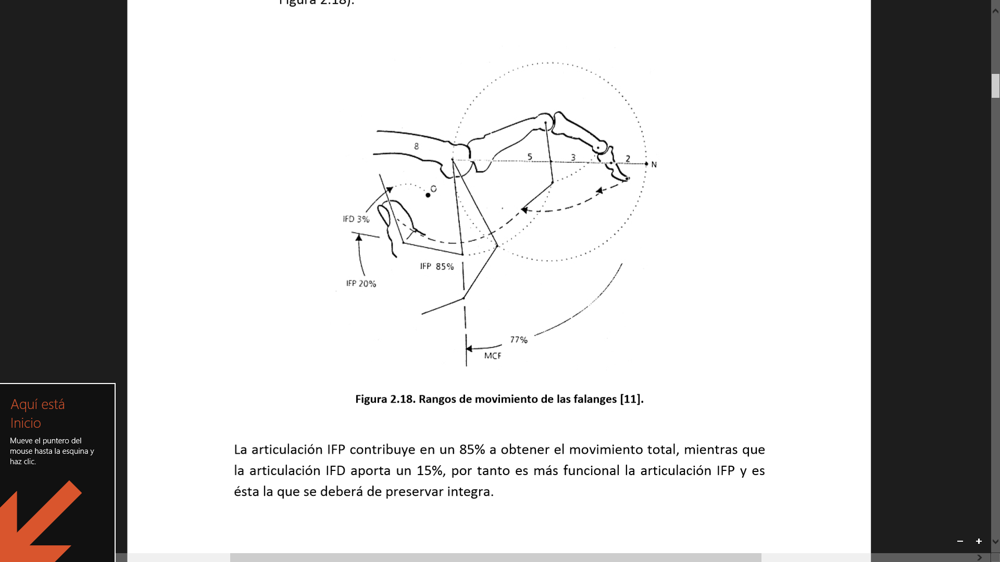 Figura 2.18).
8
5
3
2
N
O
IFD 3%
IFP 85%
IFP 20%
77%
MCF
Figura 2.18. Rangos de movimiento de las falanges [11].
La articulación IFP contribuye en un 85% a obtener el movimiento total, mientras que
la articulación IFD aporta un 15%, por tanto es más funcional la articulación IFP y es
ésta la que se deberá de preservar integra.
Aquí está
Inicio
Mueve el puntero del
mouse hasta la esquina y
haz clic.